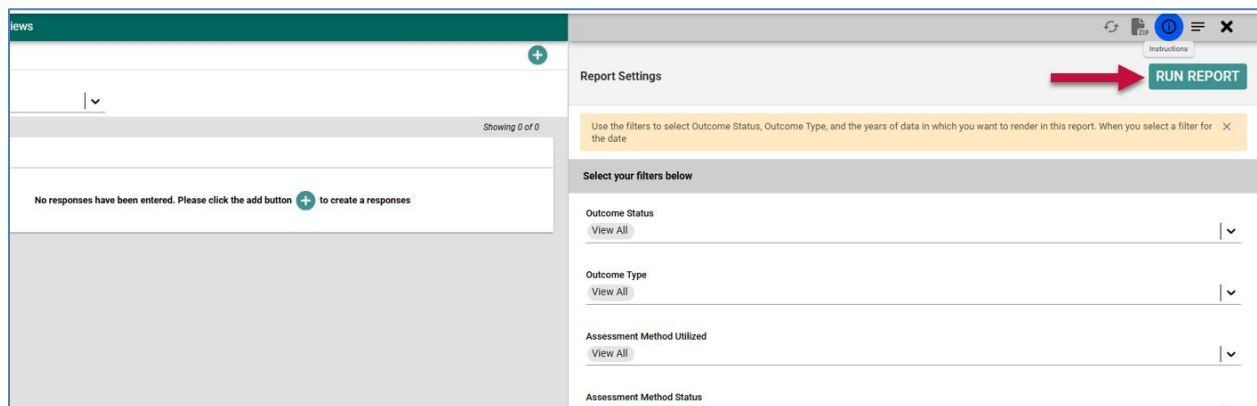 iews
ZIP
Instructions
Report Settings
RUN REPORT
Showing 0 of 0
Use the filters to select Outcome Status, Outcome Type, and the years of data in which you want to render in this report. When you select a filter for
the date
Select your filters below
No responses have been entered. Please click the add button to create a responses
Outcome Status
View All
Outcome Type
View All
Assessment Method Utilized
View All
Assessment Method Status